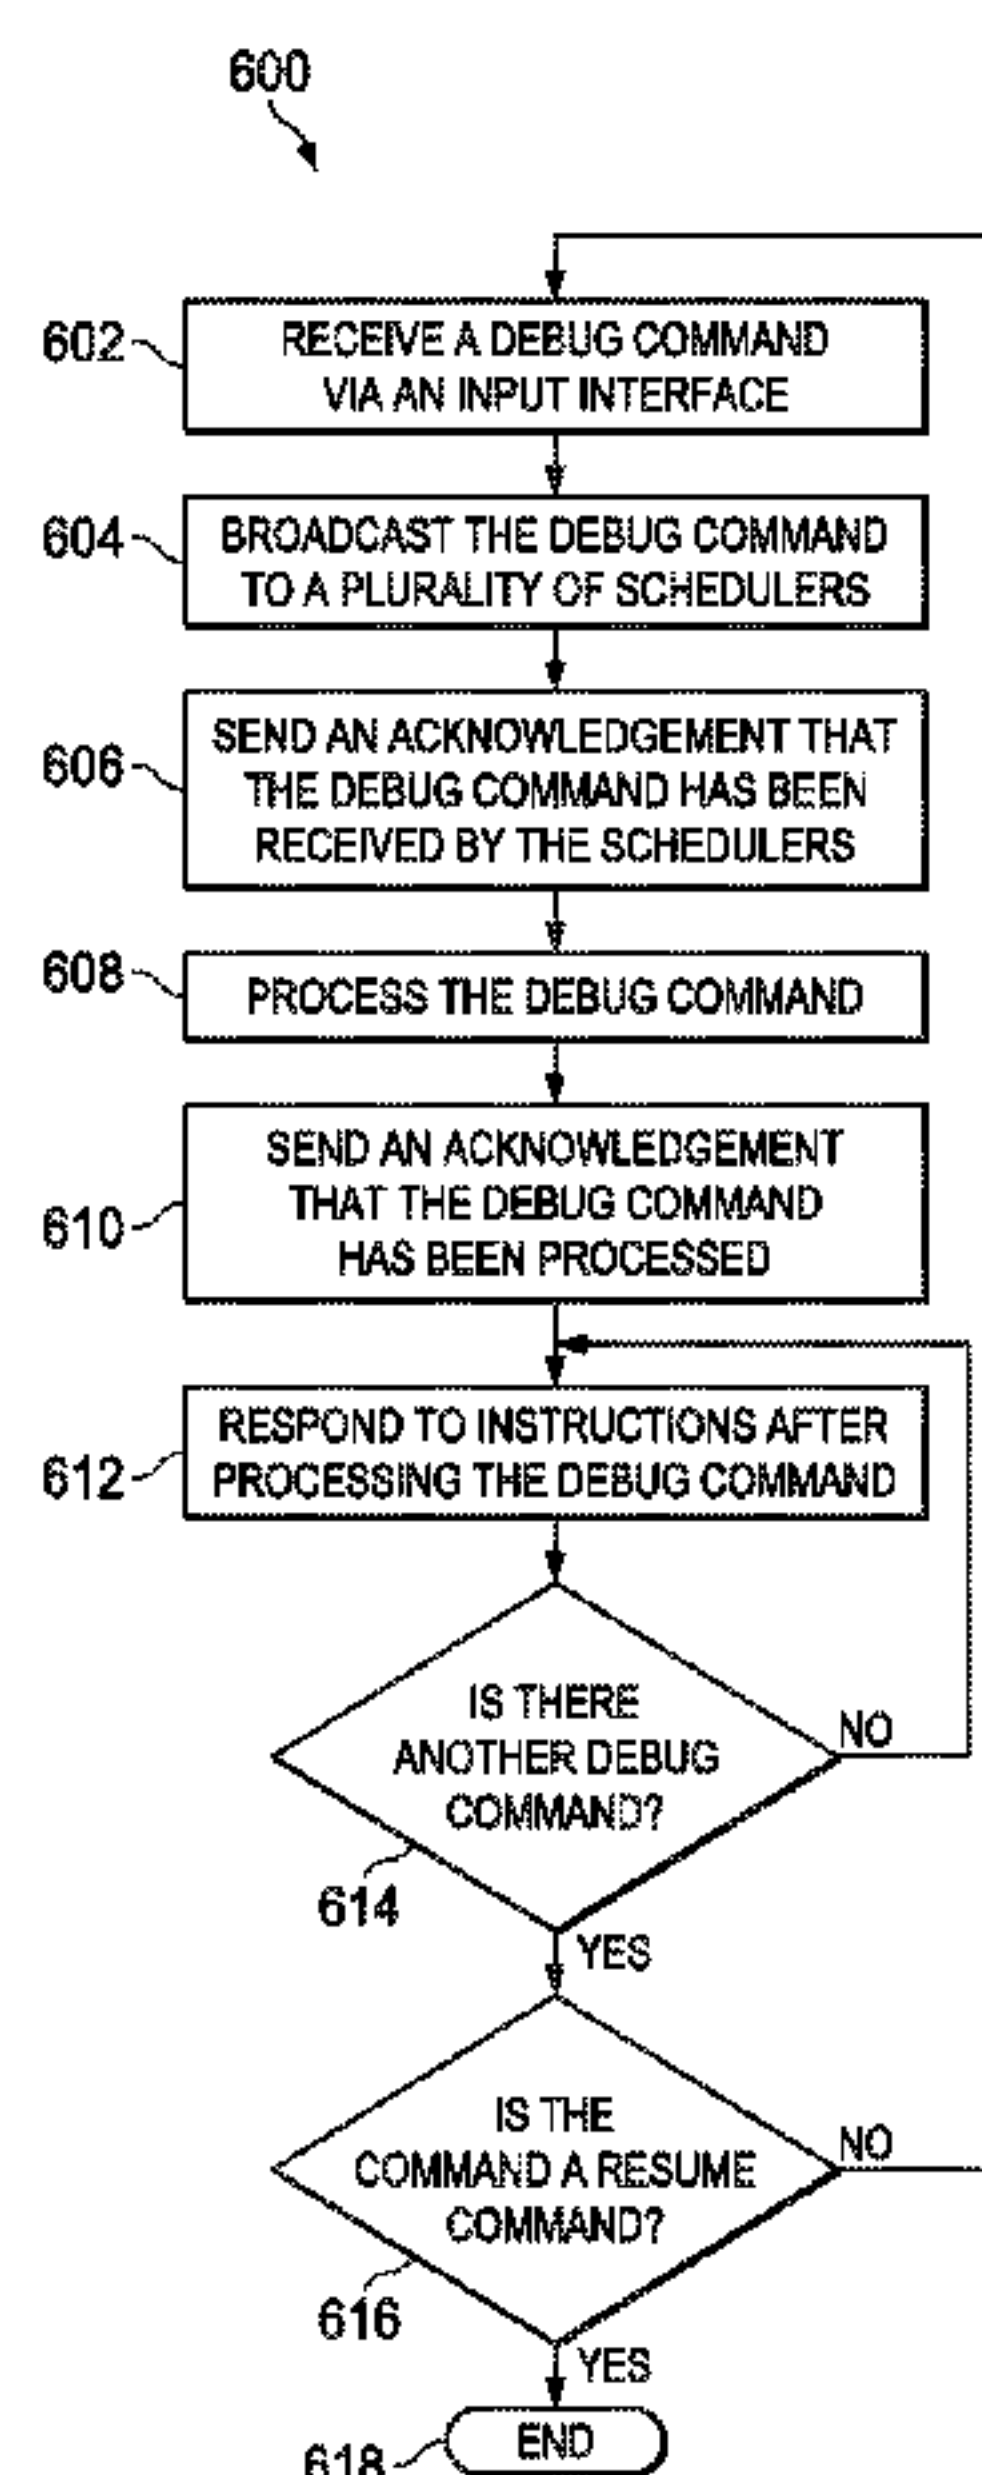 600
602
RECEIVE A DEBUG COMMAND
VIA AN INPUT INTERFACE
604
BROADCAST THE DEBUG COMMAND
TO A PLURALITY OF SCHEDULERS
606
SEND AN ACKNOWLEDGEMENT THAT
THE DEBUG COMMAND HAS BEEN
RECEIVED BY THE SCHEDULERS
608
PROCESS THE DEBUG COMMAND
610
SEND AN ACKNOWLEDGEMENT
THAT THE DEBUG COMMAND
HAS BEEN PROCESSED
612
RESPOND TO INSTRUCTIONS AFTER
PROCESSING THE DEBUG COMMAND
IS THERE
ANOTHER DEBUG
COMMAND?
NO
614
YES
IS THE
COMMAND A RESUME
COMMAND?
NO
616
YES
END
618